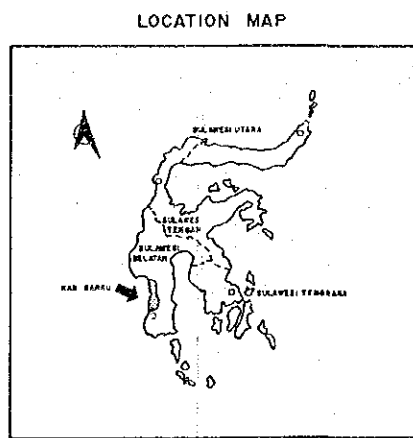 LOCATION MAP
SULAWESI UTARA
SULAWESI
TENGAH
SULAWESI
SELATAN
KAB BARRU
SULAWESI TENGGARA